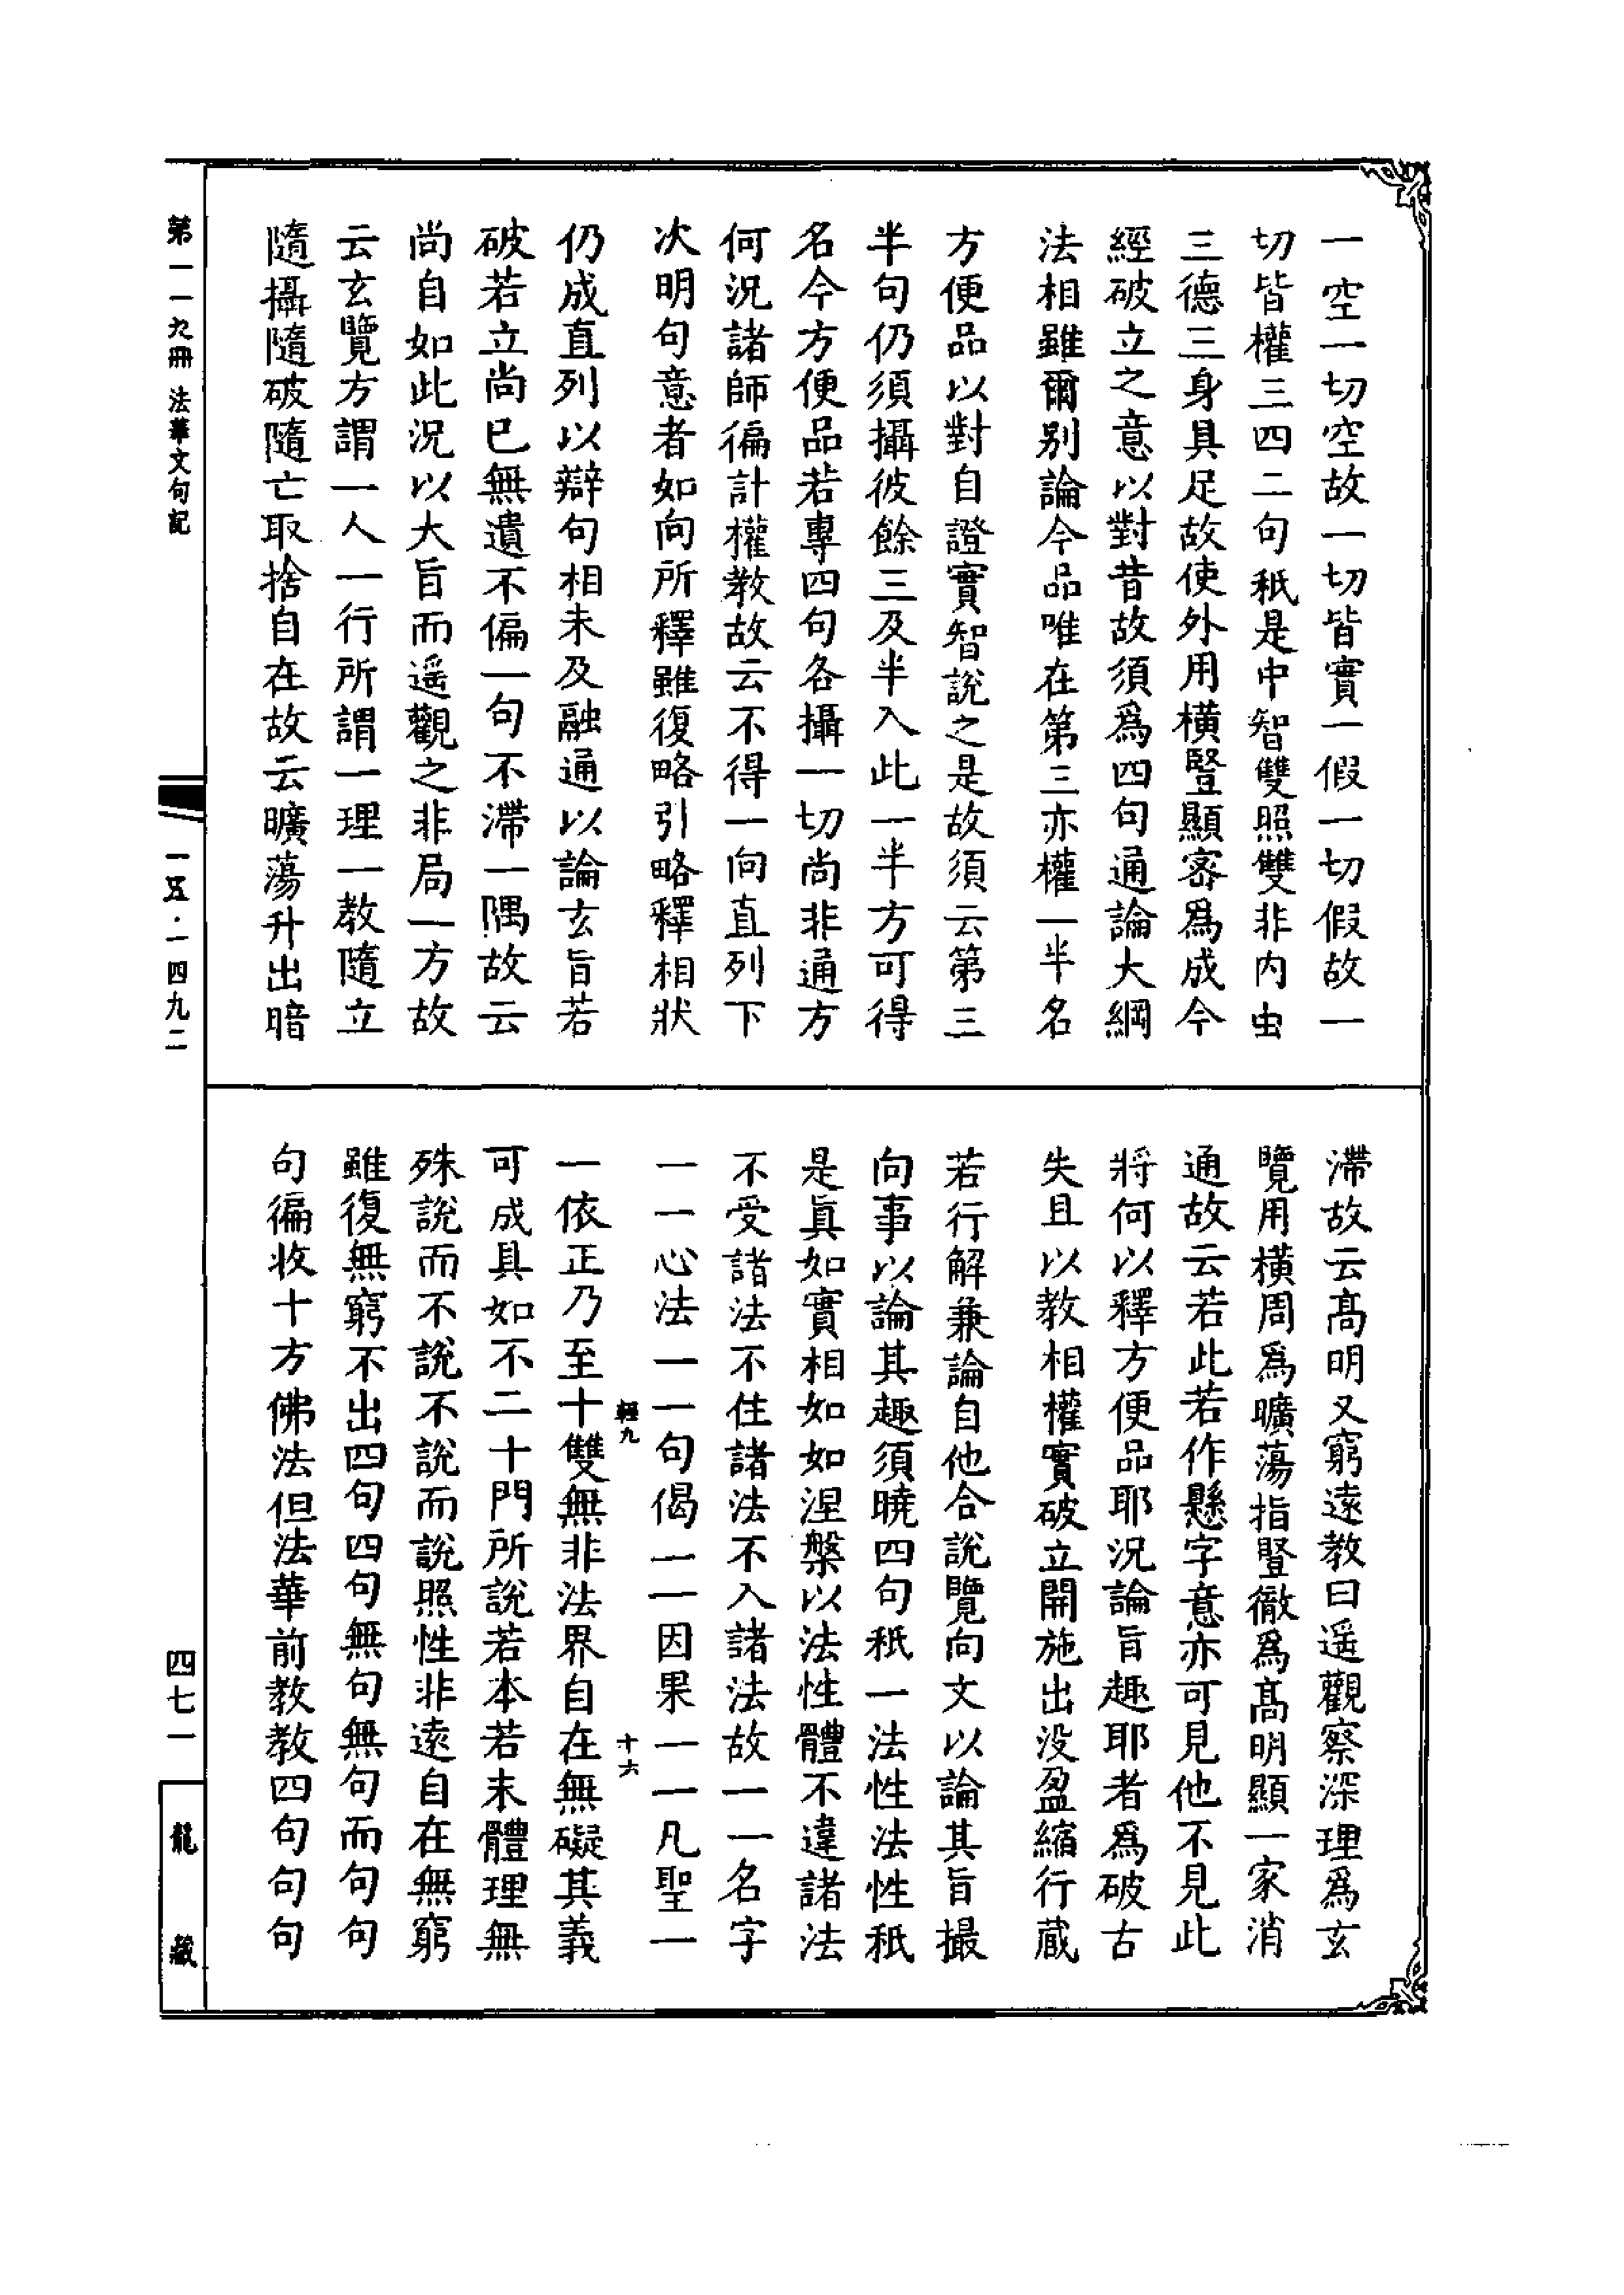 一空一切空故一切皆實一假一切假故一
切皆權三四二句秖是中智雙照雙非内虫
三德三身具足故使外用橫豎顯密爲成今
經破立之意以對昔故須爲四句通論大綱
法相雖爾别論今品唯在第三亦權一半名
方便品以對自證實智說之是故須云第三
半句仍須攝彼餘三及半入此一半方可得
名今方便品若專四句各攝一切尚非通方
何況諸師徧計權教故云不得一向直列下
次明句意者如向所釋雖復略引略釋相狀
仍成直列以辯句相未及融通以論玄旨若
破若立尚已無遺不偏一句不滯一隅故云
尚自如此況以大旨而遥觀之非局一方故
云玄覽方謂一人一行所謂一理一教隨立
隨攝隨破隨亡取捨自在故云曠蕩升出暗
滯故云高明又窮遠教曰遥觀察深理爲玄
覽用橫周爲曠蕩指豎徹爲髙明顯一家消
通故云若此若作懸字意亦可見他不見此
將何以釋方便品耶況論旨趣耶者爲破古
失且以教相權實破立開施出没盈縮行蔵
若行解兼論自他合說覽向文以論其旨撮
向事以論其趣須曉四句秖一法性法性秖
是眞如實相如如涅槃以法性體不違諸法
不受諸法不住諸法不入諸法故一一名字
一一心法一一句偈一一因果一一凡聖一
一依正乃至十雙無非法界自在無礙其義
可成具如不二十門所說若本若末體理無
殊說而不說不說而說照性非遠自在無窮
雖復無窮不出四句四句無句無句而句句
句徧收十方佛法但法華前教教四句句句
輕九
十六
第一一九冊 法華文句記
一五·一四九二
四七一
龍藏